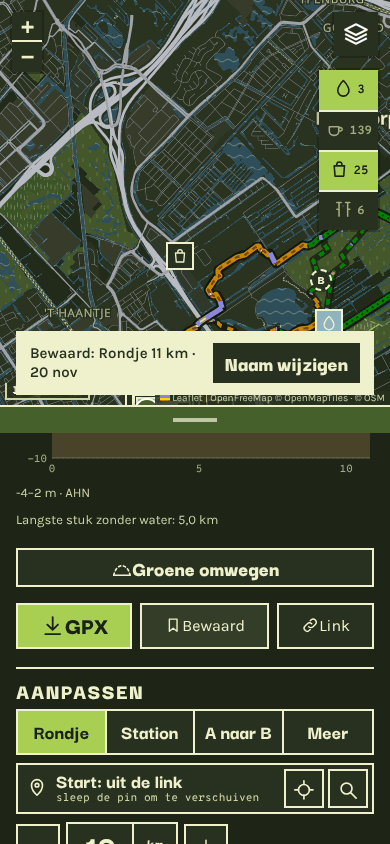 +
−
3
139
25
6
B
'T HAANTJE
Bewaard: Rondje 11 km ·
20 nov
Naam wijzigen
Leaflet | OpenFreeMap © OpenMapTiles · © OSM
−10
0
5
10
-4–2 m · AHN
Langste stuk zonder water: 5,0 km
Groene omwegen
GPX
Bewaard
Link
AANPASSEN
Rondje
Station
A naar B
Meer
Start: uit de link
sleep de pin om te verschuiven
km